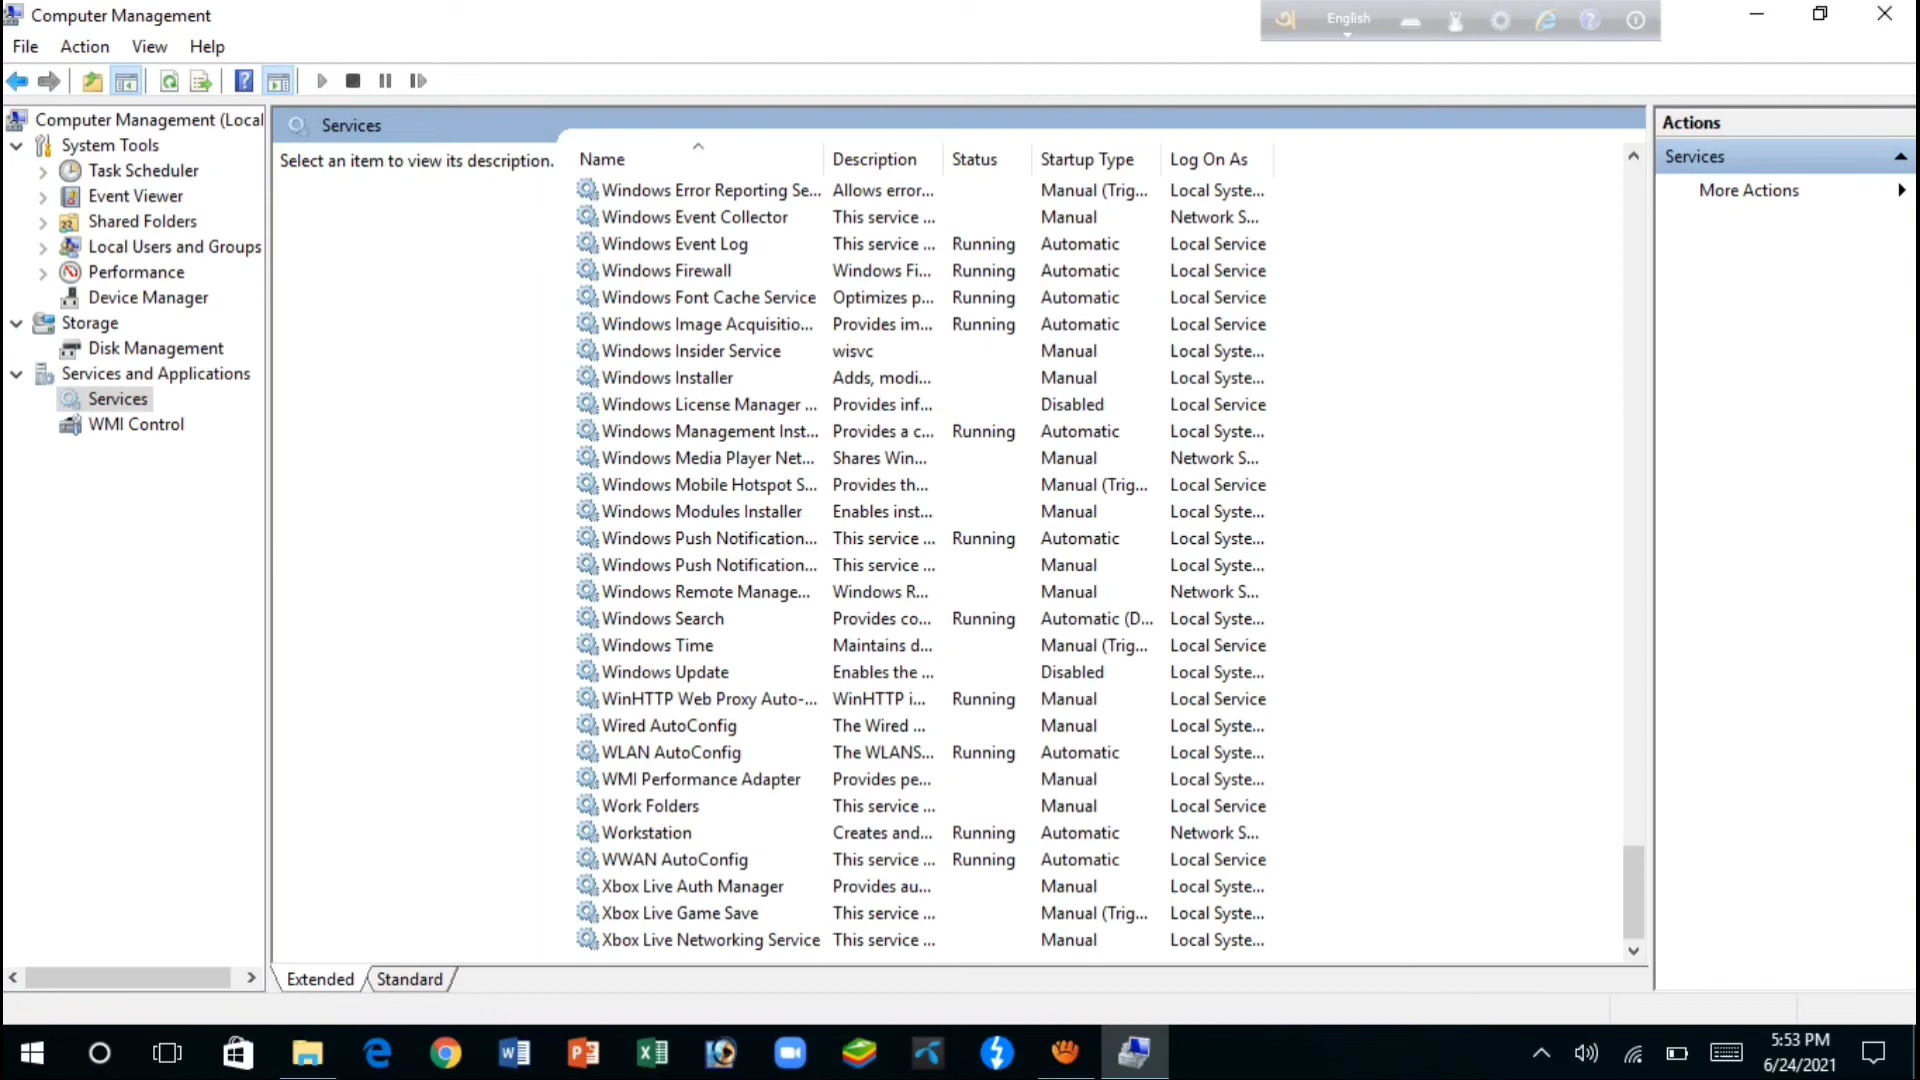 Computer Management
English
File Action View Help
Computer Management (Local
System Tools
Task Scheduler
Event Viewer
Shared Folders
Local Users and Groups
Performance
Device Manager
Storage
Disk Management
Services and Applications
Services
WMI Control
Services
Select an item to view its description.
Name Description Status Startup Type Log On As
Windows Error Reporting Se... Allows error... Manual (Trig... Local Syste...
Windows Event Collector This service ... Manual Network S...
Windows Event Log This service ... Running Automatic Local Service
Windows Firewall Windows Fi... Running Automatic Local Service
Windows Font Cache Service Optimizes p... Running Automatic Local Service
Windows Image Acquisitio... Provides im... Running Automatic Local Service
Windows Insider Service wisvc Manual Local Syste...
Windows Installer Adds, modi... Manual Local Syste...
Windows License Manager ... Provides inf... Disabled Local Service
Windows Management Inst... Provides a c... Running Automatic Local Syste...
Windows Media Player Net... Shares Win... Manual Network S...
Windows Mobile Hotspot S... Provides th... Manual (Trig... Local Service
Windows Modules Installer Enables inst... Manual Local Syste...
Windows Push Notification... This service ... Running Automatic Local Syste...
Windows Push Notification... This service ... Manual Local Syste...
Windows Remote Manage... Windows R... Manual Network S...
Windows Search Provides co... Running Automatic (D... Local Syste...
Windows Time Maintains d... Manual (Trig... Local Service
Windows Update Enables the ... Disabled Local Syste...
WinHTTP Web Proxy Auto-... WinHTTP i... Running Manual Local Service
Wired AutoConfig The Wired ... Manual Local Syste...
WLAN AutoConfig The WLANS... Running Automatic Local Syste...
WMI Performance Adapter Provides pe... Manual Local Syste...
Work Folders This service ... Manual Local Service
Workstation Creates and... Running Automatic Network S...
WWAN AutoConfig This service ... Running Automatic Local Service
Xbox Live Auth Manager Provides au... Manual Local Syste...
Xbox Live Game Save This service ... Manual (Trig... Local Syste...
Xbox Live Networking Service This service ... Manual Local Syste...
Extended Standard
Actions
Services
More Actions
5:53 PM
6/24/2021